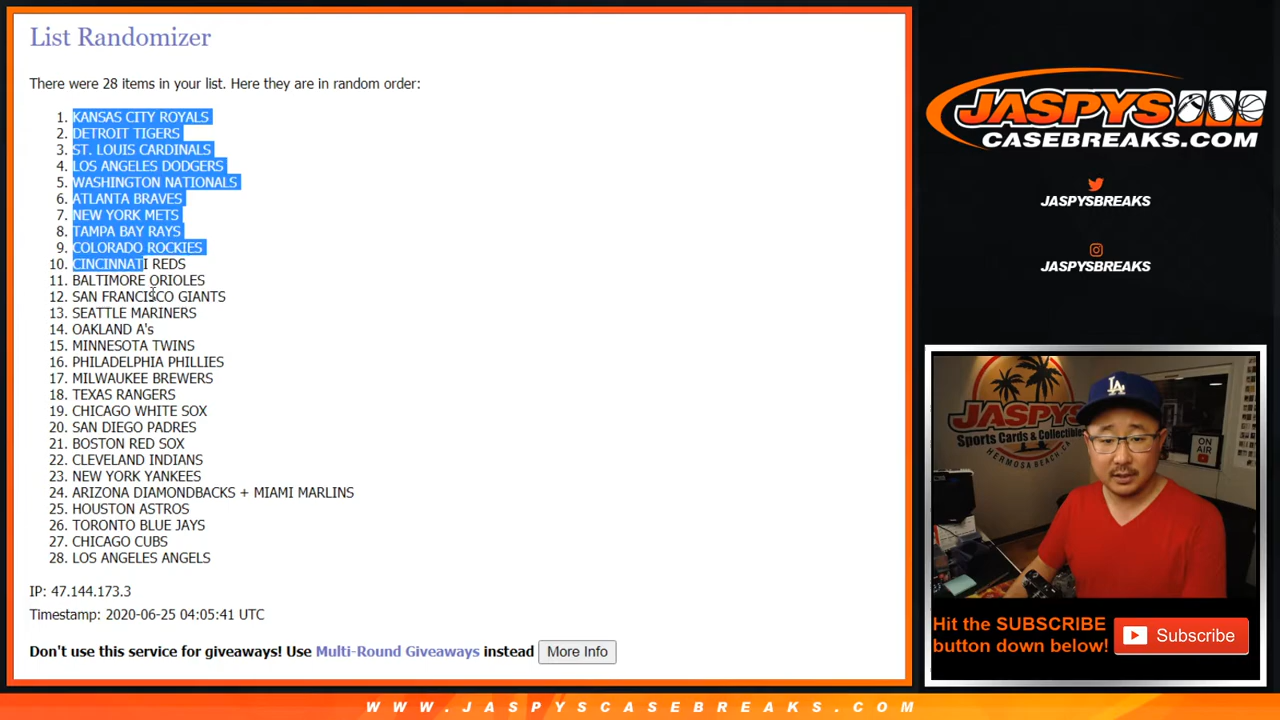 List Randomizer
There were 28 items in your list. Here they are in random order:
1. KANSAS CITY ROYALS
2. DETROIT TIGERS
3. ST. LOUIS CARDINALS
4. LOS ANGELES DODGERS
5. WASHINGTON NATIONALS
6. ATLANTA BRAVES
7. NEW YORK METS
8. TAMPA BAY RAYS
9. COLORADO ROCKIES
10. CINCINNATI REDS
11. BALTIMORE ORIOLES
12. SAN FRANCISCO GIANTS
13. SEATTLE MARINERS
14. OAKLAND A's
15. MINNESOTA TWINS
16. PHILADELPHIA PHILLIES
17. MILWAUKEE BREWERS
18. TEXAS RANGERS
19. CHICAGO WHITE SOX
20. SAN DIEGO PADRES
21. BOSTON RED SOX
22. CLEVELAND INDIANS
23. NEW YORK YANKEES
24. ARIZONA DIAMONDBACKS + MIAMI MARLINS
25. HOUSTON ASTROS
26. TORONTO BLUE JAYS
27. CHICAGO CUBS
28. LOS ANGELES ANGELS
IP: 47.144.173.3
Timestamp: 2020-06-25 04:05:41 UTC
Don't use this service for giveaways! Use Multi-Round Giveaways instead More Info
JASPYS
CASEBREAKS.COM
JASPYSBREAKS
JASPYSBREAKS
JASPYS
Sports Cards & Collectibles
HERMOSA BEACH, CA
LA
ON
AIR
Hit the SUBSCRIBE
button down below!
Subscribe
WWW.JASPYSCASEBREAKS.COM